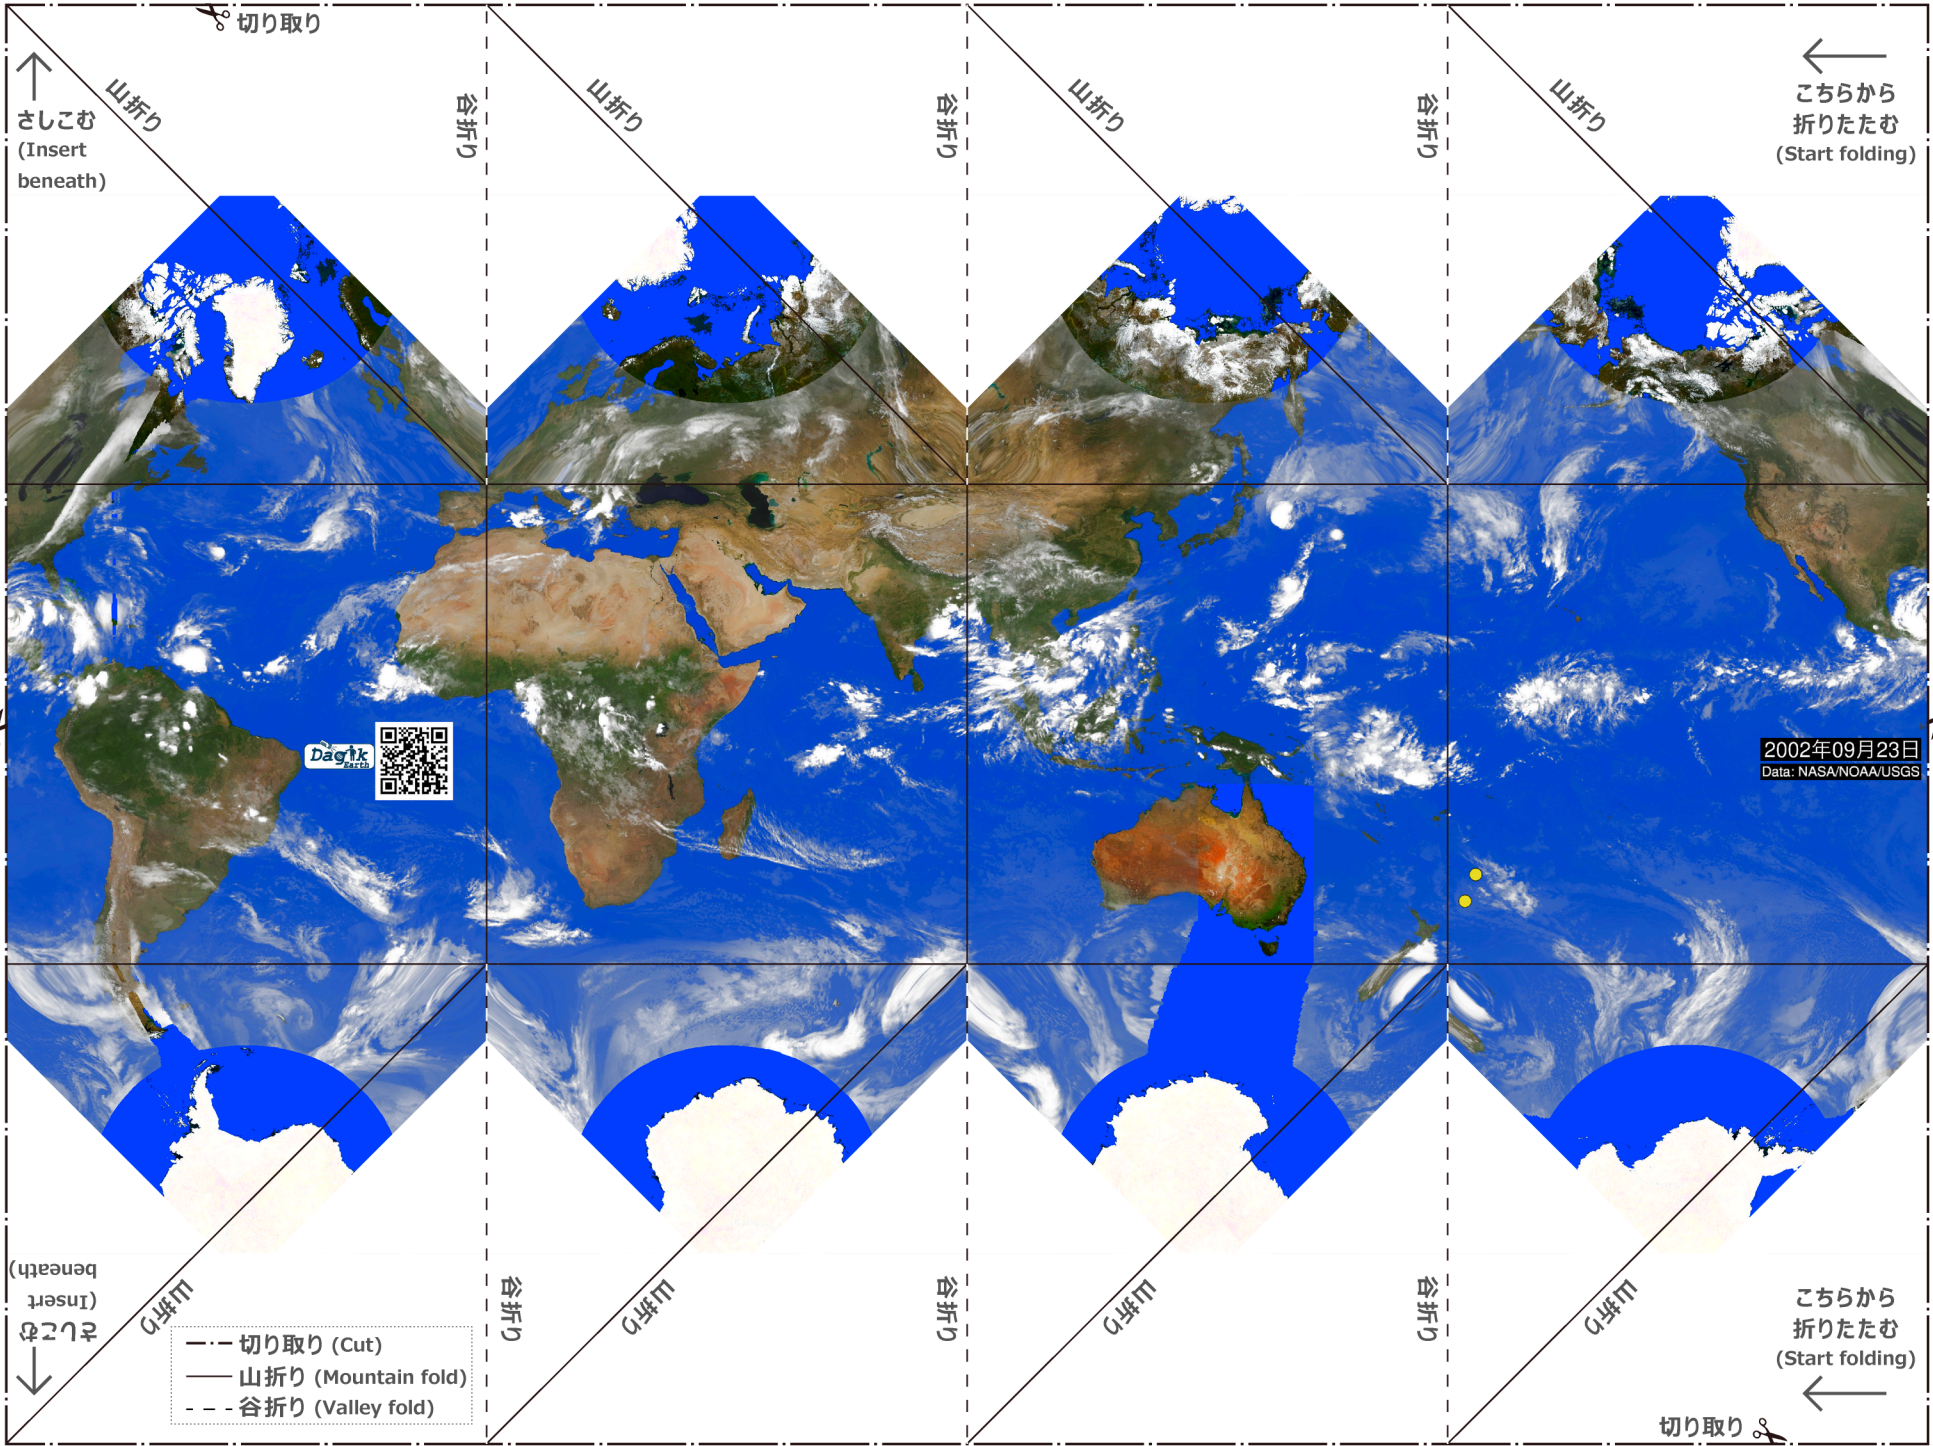 切り取り
山折り
谷折り
山折り
谷折り
山折り
谷折り
山折り
さしこむ
(Insert
beneath)
こちらから
折りたたむ
(Start folding)
Dagik
Earth
2002年09月23日
Data: NASA/NOAA/USGS
さしこむ
(Insert
beneath)
山折り
谷折り
山折り
谷折り
山折り
谷折り
山折り
こちらから
折りたたむ
(Start folding)
切り取り (Cut)
山折り (Mountain fold)
谷折り (Valley fold)
切り取り